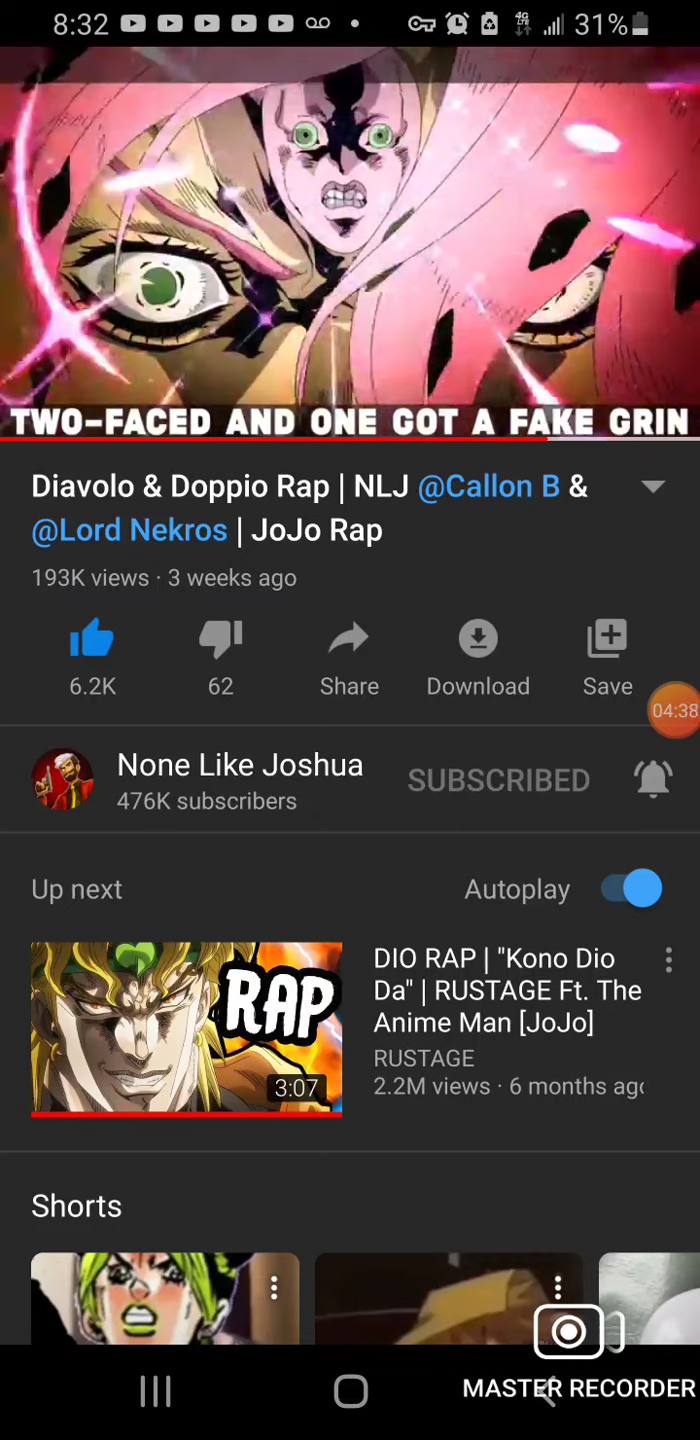 8:32
4G
LTE
31%
TWO-FACED AND ONE GOT A FAKE GRIN
Diavolo & Doppio Rap | NLJ @Callon B &
@Lord Nekros | JoJo Rap
193K views · 3 weeks ago
6.2K
62
Share
Download
Save
04:38
None Like Joshua
476K subscribers
SUBSCRIBED
Up next
Autoplay
RAP
3:07
DIO RAP | "Kono Dio
Da" | RUSTAGE Ft. The
Anime Man [JoJo]
RUSTAGE
2.2M views · 6 months ag
Shorts
MASTER RECORDER